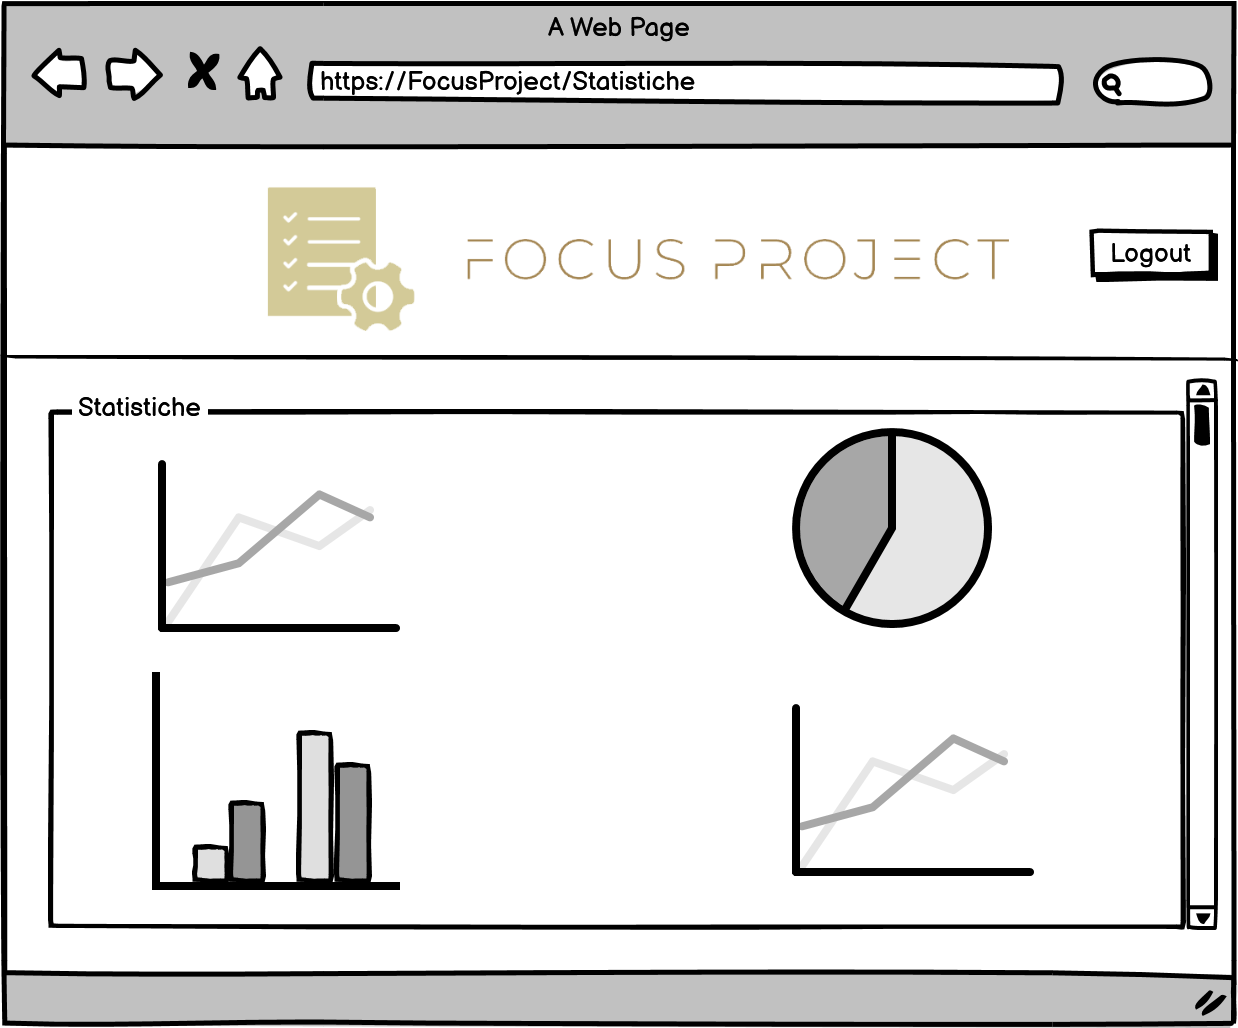 A Web Page
https://FocusProject/Statistiche
FOCUS PROJECT
Logout
Statistiche